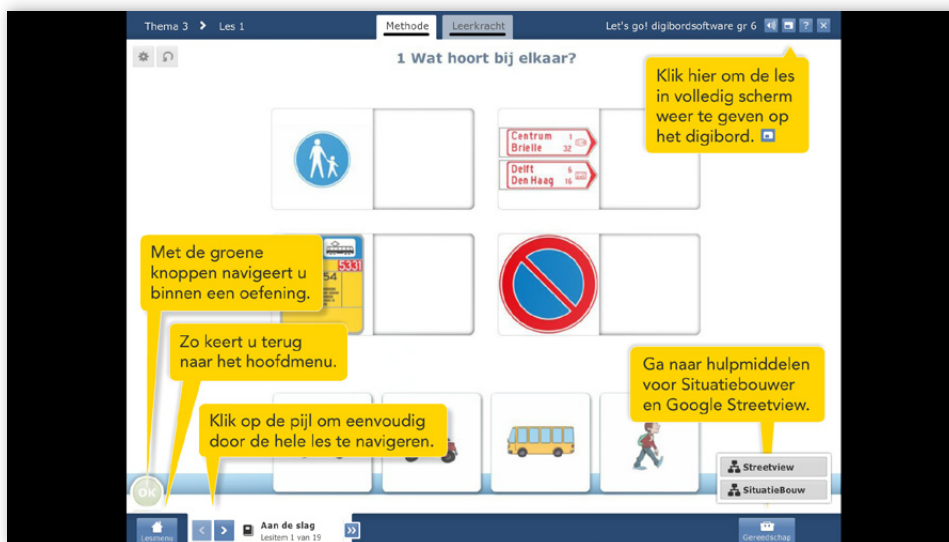 Thema 3 > Les 1
Methode
Leerkracht
Let's go! digibordsoftware gr 6
?
1 Wat hoort bij elkaar?
Klik hier om de les
in volledig scherm
weer te geven op
het digibord.
Centrum 1
Brielle 32
Delft 6
Den Haag 16
Met de groene
knoppen navigeert u
binnen een oefening.
5331
54
Zo keert u terug
naar het hoofdmenu.
Ga naar hulpmiddelen
voor Situatiebouwer
en Google Streetview.
Klik op de pijl om eenvoudig
door de hele les te navigeren.
Streetview
SituatieBouw
OK
Lesmenu
Aan de slag
Lesitem 1 van 19
Gereedschap